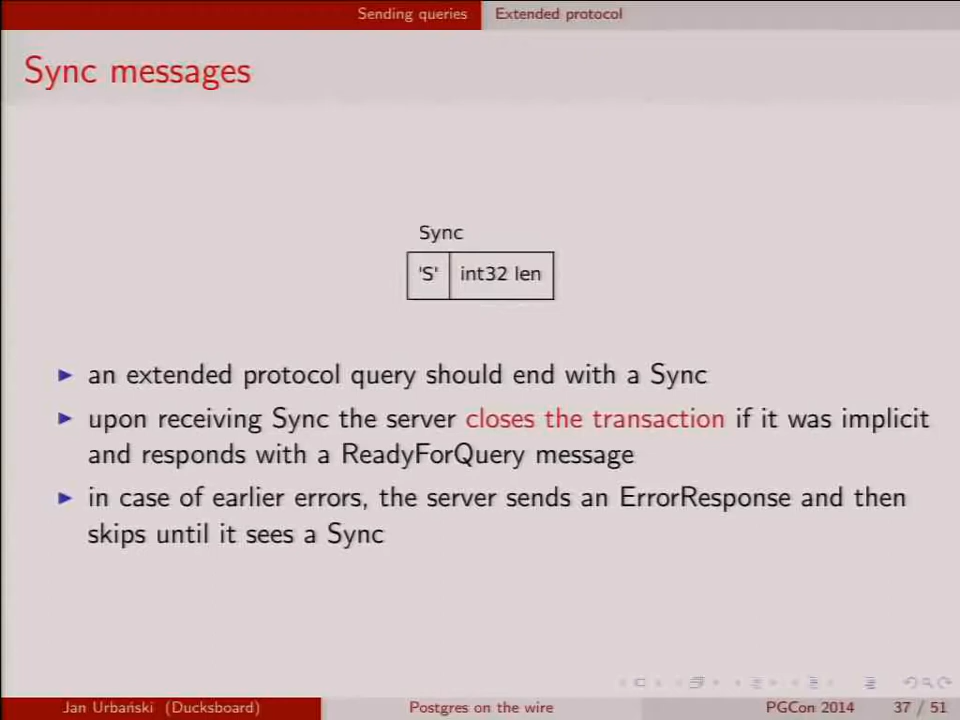 Sending queries Extended protocol
Sync messages
Sync
'S' int32 len
an extended protocol query should end with a Sync
upon receiving Sync the server closes the transaction if it was implicit
and responds with a ReadyForQuery message
in case of earlier errors, the server sends an ErrorResponse and then
skips until it sees a Sync
Jan Urbański (Ducksboard) Postgres on the wire PGCon 2014 37 / 51